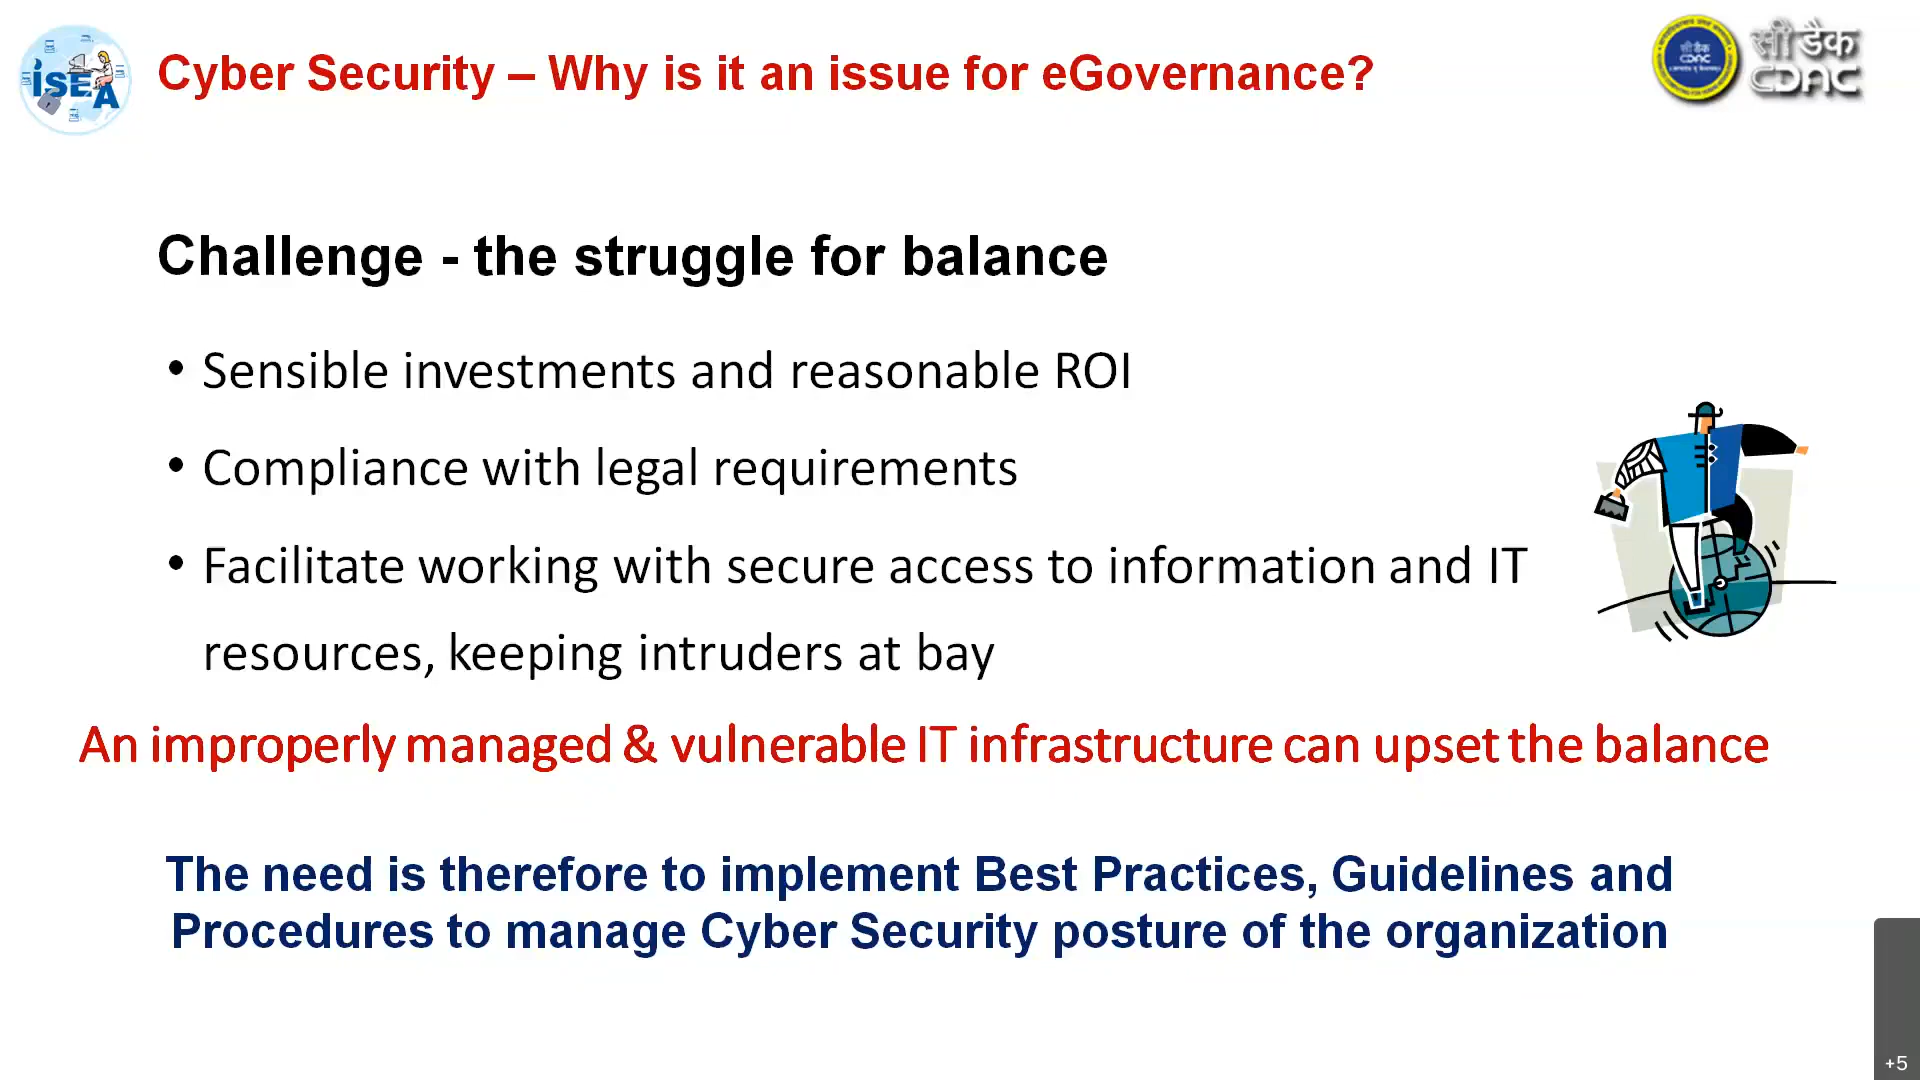 iSEA
Cyber Security – Why is it an issue for eGovernance?
सी डैक
CDAC
सी डैक
CDAC
Challenge - the struggle for balance
• Sensible investments and reasonable ROI
• Compliance with legal requirements
• Facilitate working with secure access to information and IT
resources, keeping intruders at bay
An improperly managed & vulnerable IT infrastructure can upset the balance
The need is therefore to implement Best Practices, Guidelines and
Procedures to manage Cyber Security posture of the organization
+5